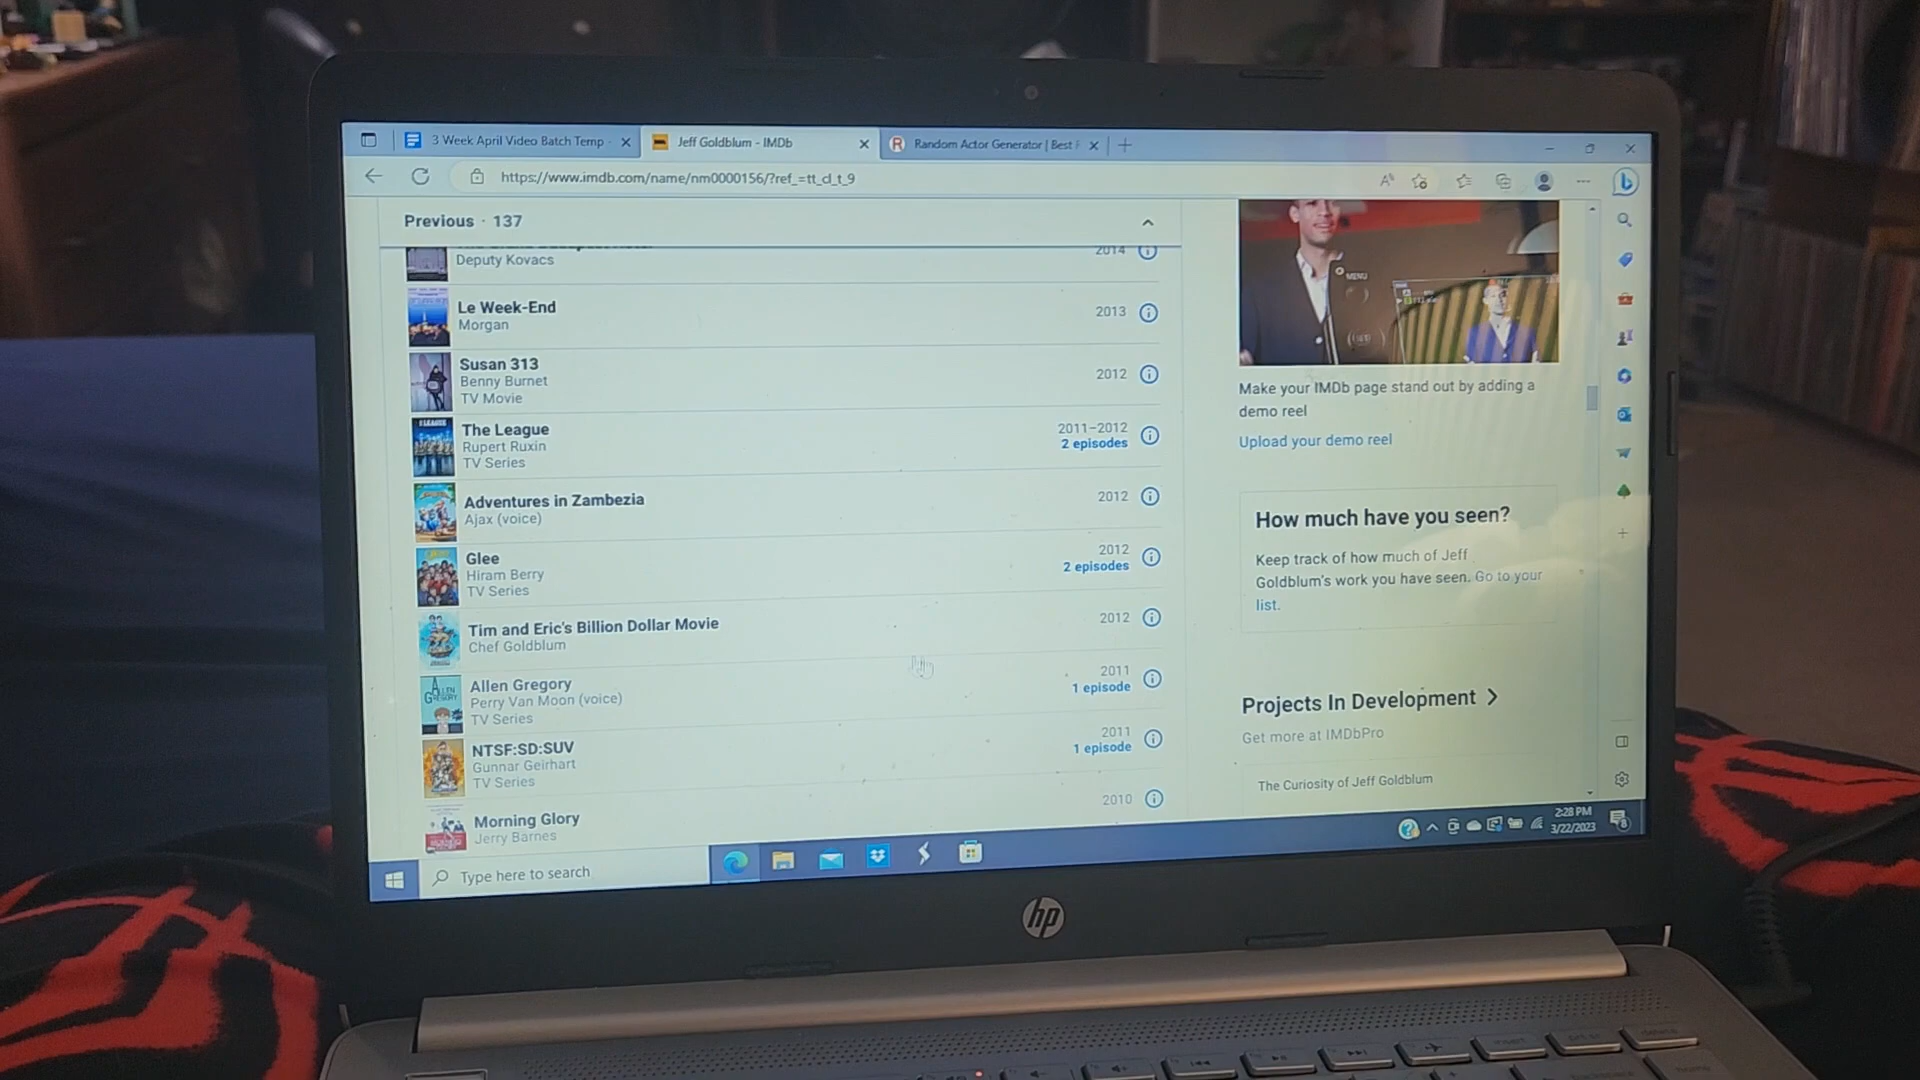 3 Week April Video Batch Temp
Jeff Goldblum - IMDb
Random Actor Generator | Best
https://www.imdb.com/name/nm0000156/?ref_=tt_cl_t_9
Previous · 137
Deputy Kovacs
2014
Le Week-End
Morgan
2013
Susan 313
Benny Burnet
TV Movie
2012
The League
Rupert Ruxin
TV Series
2011–2012
2 episodes
Adventures in Zambezia
Ajax (voice)
2012
Glee
Hiram Berry
TV Series
2012
2 episodes
Tim and Eric's Billion Dollar Movie
Chef Goldblum
2012
Allen Gregory
Perry Van Moon (voice)
TV Series
2011
1 episode
NTSF:SD:SUV
Gunnar Geirhart
TV Series
2011
1 episode
Morning Glory
Jerry Barnes
2010
MENU
Make your IMDb page stand out by adding a
demo reel
Upload your demo reel
How much have you seen?
Keep track of how much of Jeff
Goldblum's work you have seen. Go to your
list.
Projects In Development
Get more at IMDbPro
The Curiosity of Jeff Goldblum
Type here to search
2:28 PM
3/22/2023
hp